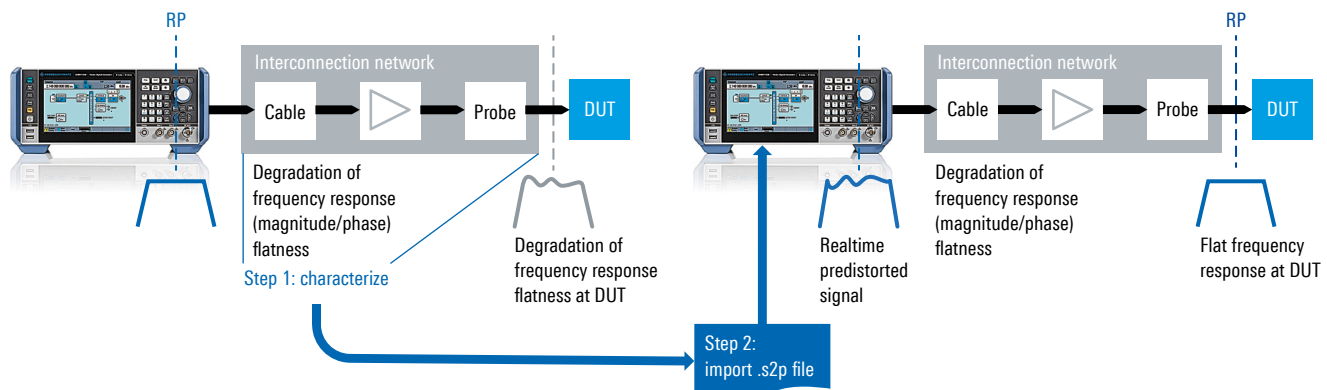 RP
Interconnection network
Cable
Probe
DUT
Degradation of
frequency response
(magnitude/phase)
flatness
Step 1: characterize
Degradation of
frequency response
flatness at DUT
RP
Interconnection network
Cable
Probe
DUT
Realtime
predistorted
signal
Degradation of
frequency response
(magnitude/phase)
flatness
Flat frequency
response at DUT
Step 2:
import .s2p file